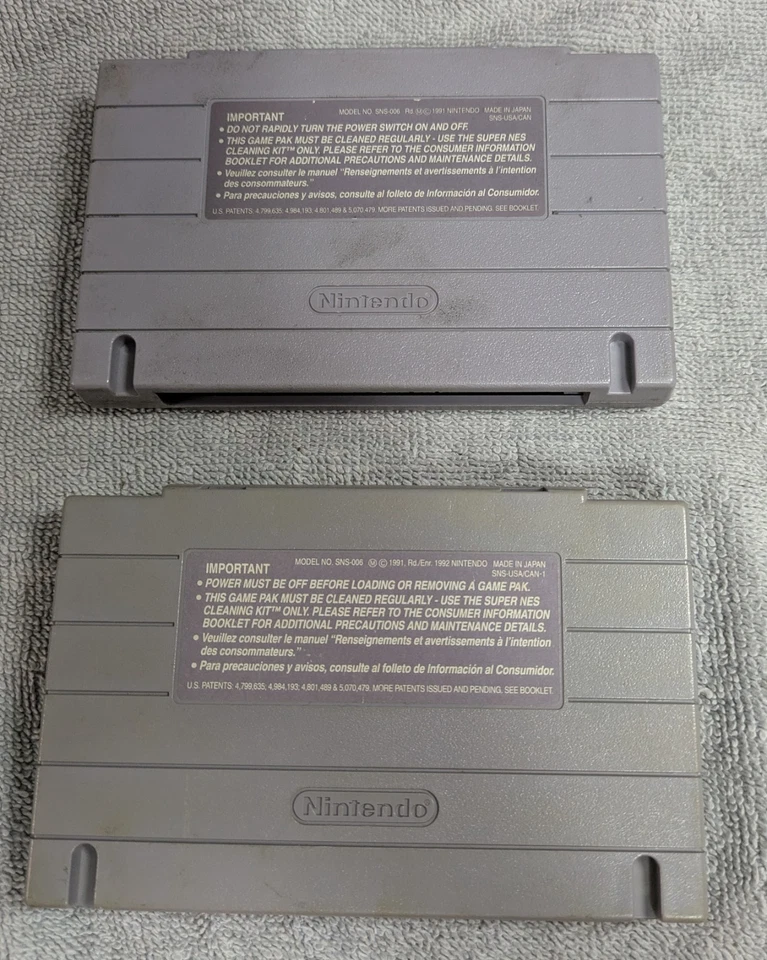 IMPORTANT
MODEL NO. SNS-006 Rd. Ⓜ© 1991 NINTENDO MADE IN JAPAN
SNS-USA/CAN
• DO NOT RAPIDLY TURN THE POWER SWITCH ON AND OFF.
• THIS GAME PAK MUST BE CLEANED REGULARLY - USE THE SUPER NES
CLEANING KIT™ ONLY. PLEASE REFER TO THE CONSUMER INFORMATION
BOOKLET FOR ADDITIONAL PRECAUTIONS AND MAINTENANCE DETAILS.
• Veuillez consulter le manuel "Renseignements et avertissements à l'intention
des consommateurs."
• Para precauciones y avisos, consulte al folleto de Información al Consumidor.
U.S. PATENTS: 4,799,635; 4,984,193; 4,801,489 & 5,070,479. MORE PATENTS ISSUED AND PENDING. SEE BOOKLET.
Nintendo®
IMPORTANT
MODEL NO. SNS-006 Ⓜ © 1991, Rd./Enr. 1992 NINTENDO MADE IN JAPAN
SNS-USA/CAN-1
• POWER MUST BE OFF BEFORE LOADING OR REMOVING A GAME PAK.
• THIS GAME PAK MUST BE CLEANED REGULARLY - USE THE SUPER NES
CLEANING KIT™ ONLY. PLEASE REFER TO THE CONSUMER INFORMATION
BOOKLET FOR ADDITIONAL PRECAUTIONS AND MAINTENANCE DETAILS.
• Veuillez consulter le manuel "Renseignements et avertissements à l'intention
des consommateurs."
• Para precauciones y avisos, consulte al folleto de Información al Consumidor.
U.S. PATENTS: 4,799,635; 4,984,193; 4,801,489 & 5,070,479. MORE PATENTS ISSUED AND PENDING. SEE BOOKLET.
Nintendo®